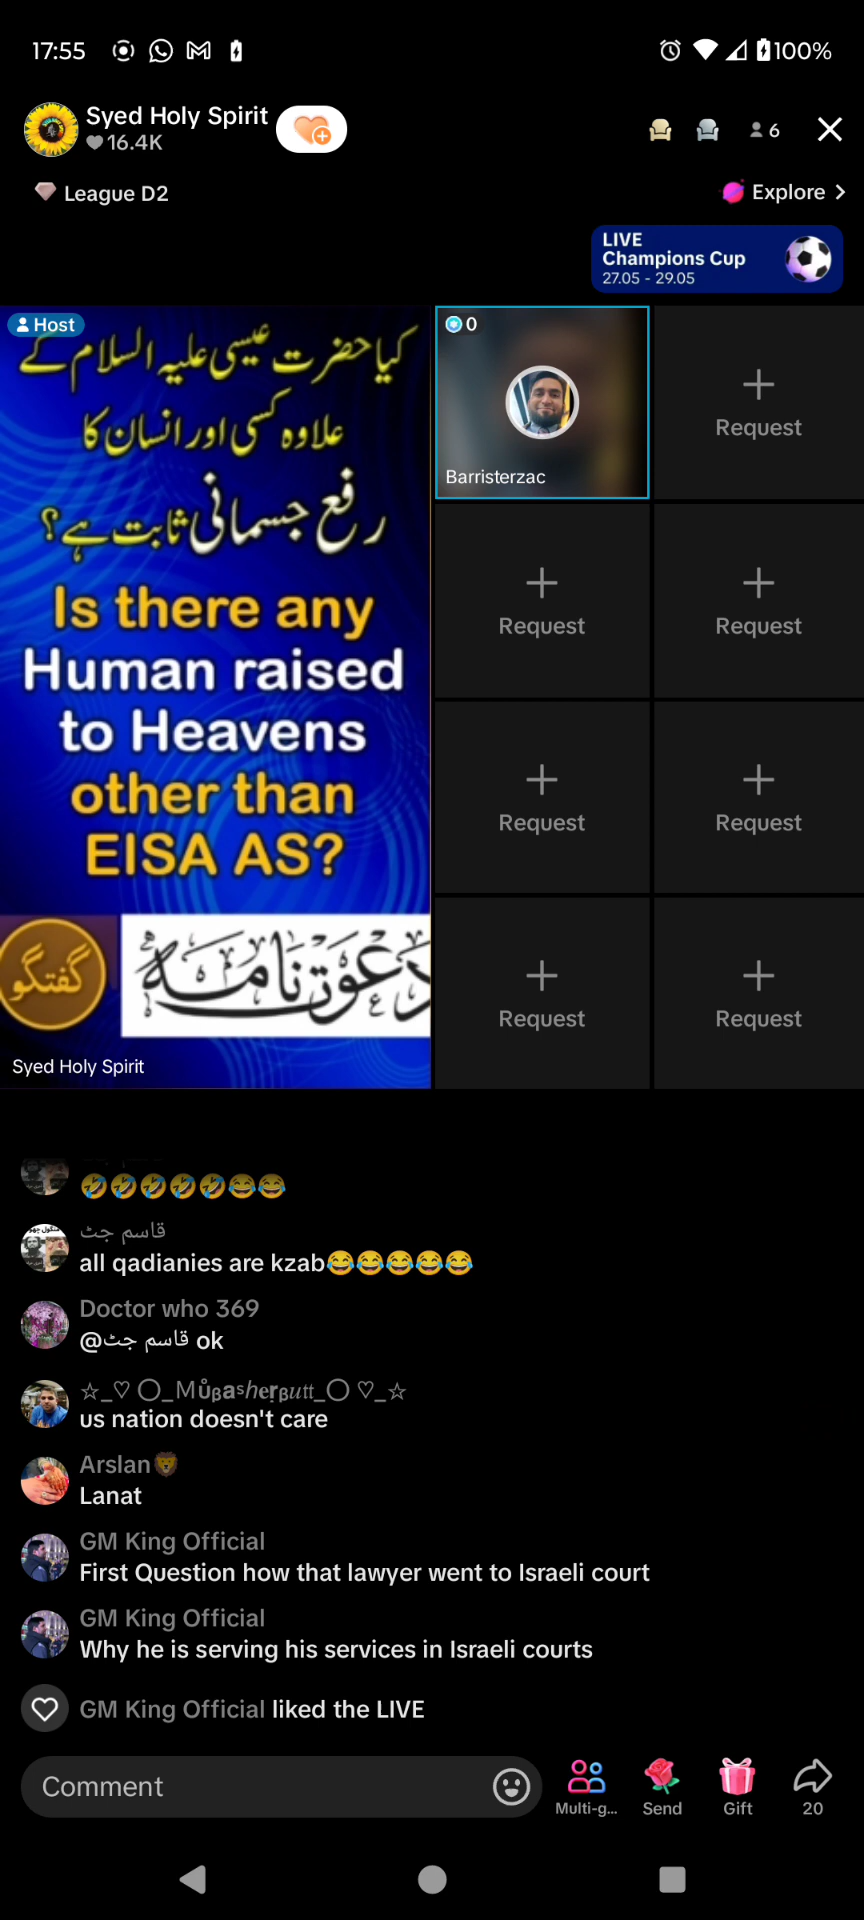 17:55
100%
Syed Holy Spirit
16.4K
6
League D2
Explore
LIVE
Champions Cup
27.05 - 29.05
Host
کیا حضرت عیسی علیہ السلام کے
علاوہ کسی اور انسان کا
رفع جسمانی ثابت ہے؟
Is there any
Human raised
to Heavens
other than
EISA AS?
گفتگو
دعوت نامہ
Syed Holy Spirit
0
Barristerzac
Request
Request
Request
Request
Request
Request
Request
🤣🤣🤣🤣🤣😂😂
قاسم جٹ
all qadianies are kzab😂😂😂😂😂
Doctor who 369
@قاسم جٹ ok
☆_♡ ◯_Můᵦaˢℎeṛᵦutt_◯ ♡_☆
us nation doesn't care
Arslan🦁
Lanat
GM King Official
First Question how that lawyer went to Israeli court
GM King Official
Why he is serving his services in Israeli courts
GM King Official liked the LIVE
Comment
Multi-g...
Send
Gift
20